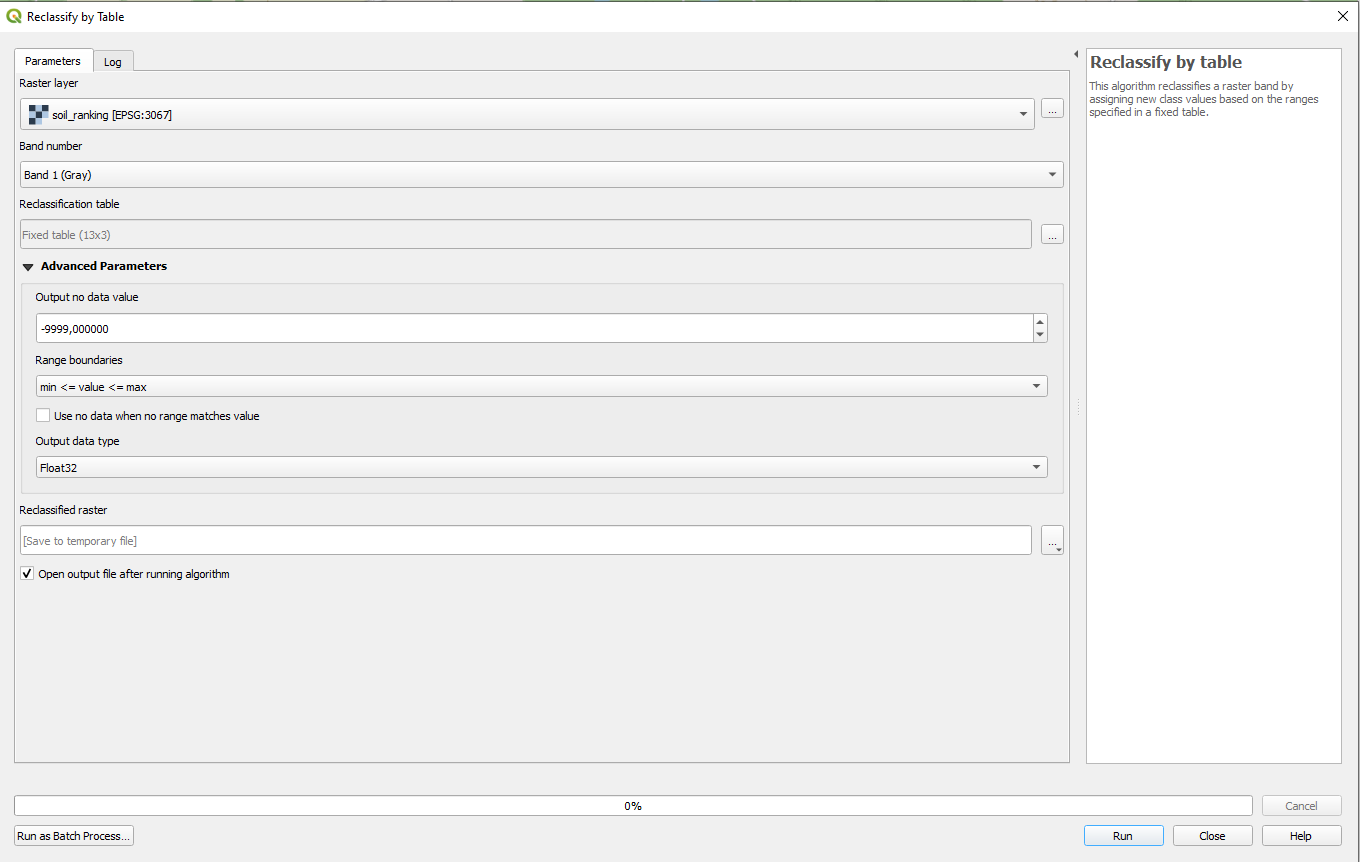 Reclassify by Table
Parameters
Log
Raster layer
soil_ranking [EPSG:3067]
...
Band number
Band 1 (Gray)
Reclassification table
Fixed table (13x3)
...
Advanced Parameters
Output no data value
-9999,000000
Range boundaries
min <= value <= max
Use no data when no range matches value
Output data type
Float32
Reclassified raster
[Save to temporary file]
...
Open output file after running algorithm
Reclassify by table
This algorithm reclassifies a raster band by
assigning new class values based on the ranges
specified in a fixed table.
0%
Cancel
Run as Batch Process...
Run
Close
Help